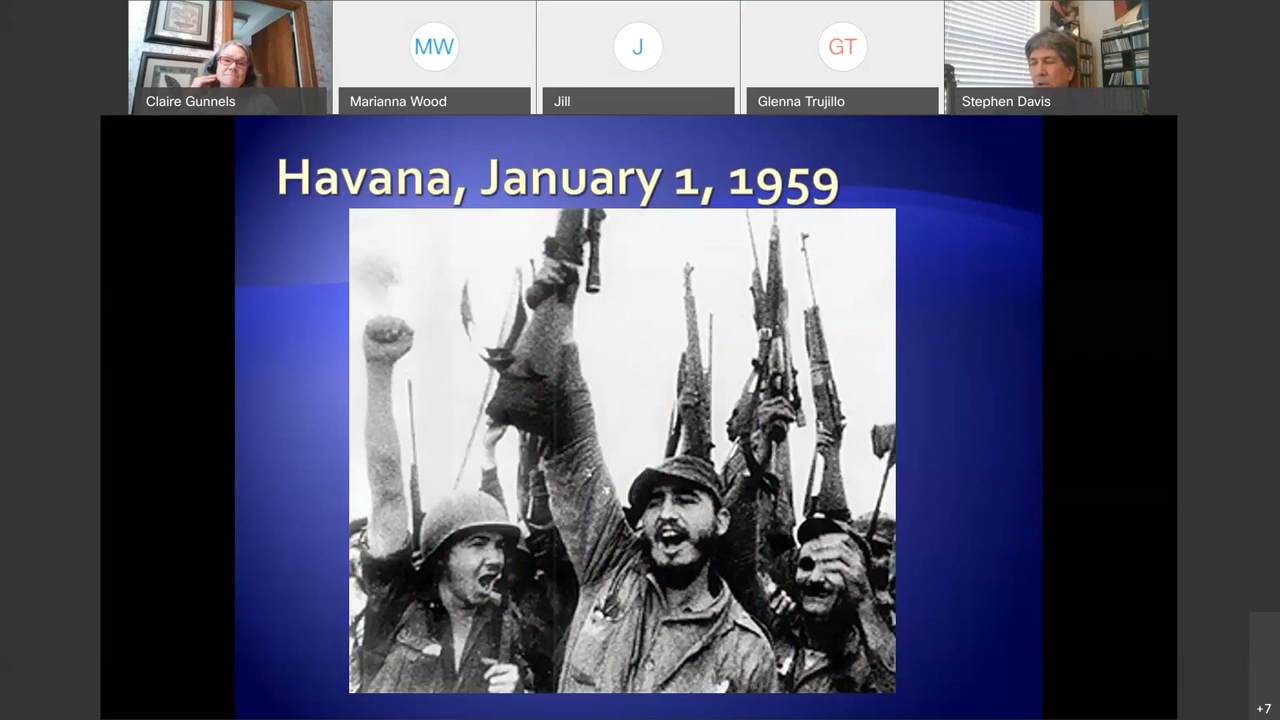 MW
J
GT
Claire Gunnels
Marianna Wood
Jill
Glenna Trujillo
Stephen Davis
Havana, January 1, 1959
+7